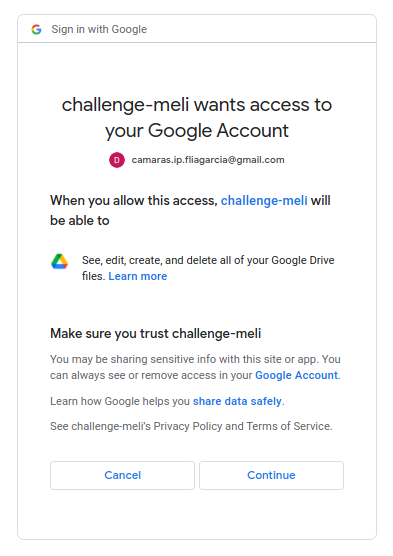 Sign in with Google
challenge-meli wants access to
your Google Account
D
camaras.ip.fliagarcia@gmail.com
When you allow this access, challenge-meli will
be able to
See, edit, create, and delete all of your Google Drive
files. Learn more
Make sure you trust challenge-meli
You may be sharing sensitive info with this site or app. You
can always see or remove access in your Google Account.
Learn how Google helps you share data safely.
See challenge-meli's Privacy Policy and Terms of Service.
Cancel
Continue